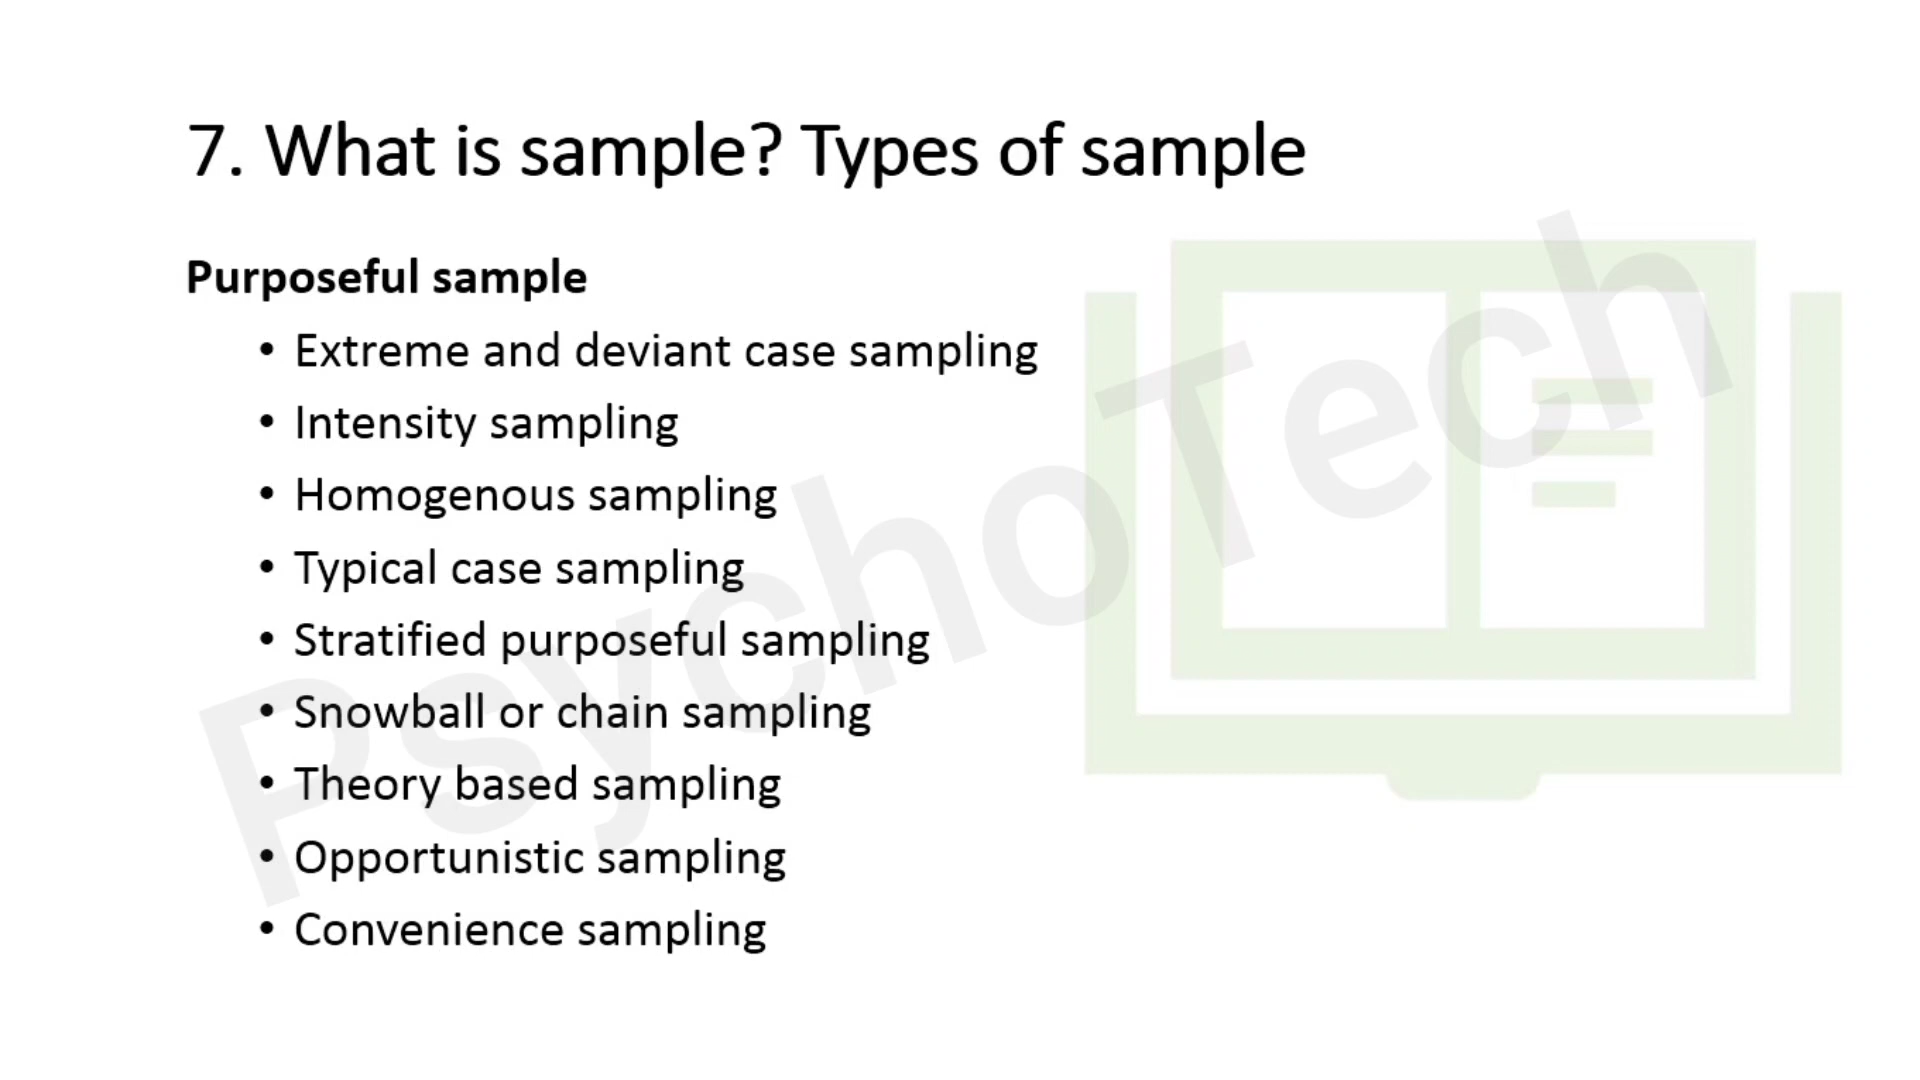 7. What is sample? Types of sample
Purposeful sample
• Extreme and deviant case sampling
• Intensity sampling
• Homogenous sampling
• Typical case sampling
• Stratified purposeful sampling
• Snowball or chain sampling
• Theory based sampling
• Opportunistic sampling
• Convenience sampling
PsychoTech